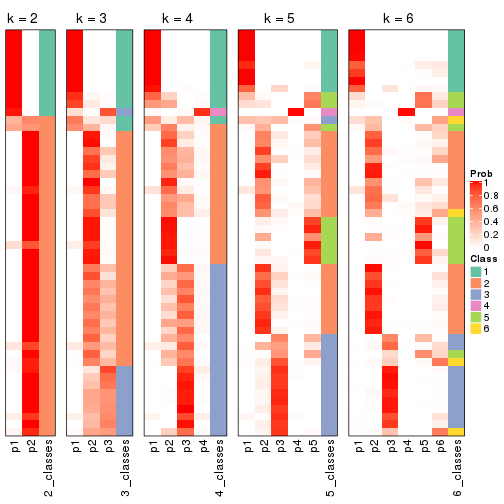 k = 2
k = 3
k = 4
k = 5
k = 6
p1
p2
2_classes
p1
p2
p3
3_classes
p1
p2
p3
p4
4_classes
p1
p2
p3
p4
p5
5_classes
p1
p2
p3
p4
p5
p6
6_classes
Prob
1
0.8
0.6
0.4
0.2
0
Class
1
2
3
4
5
6